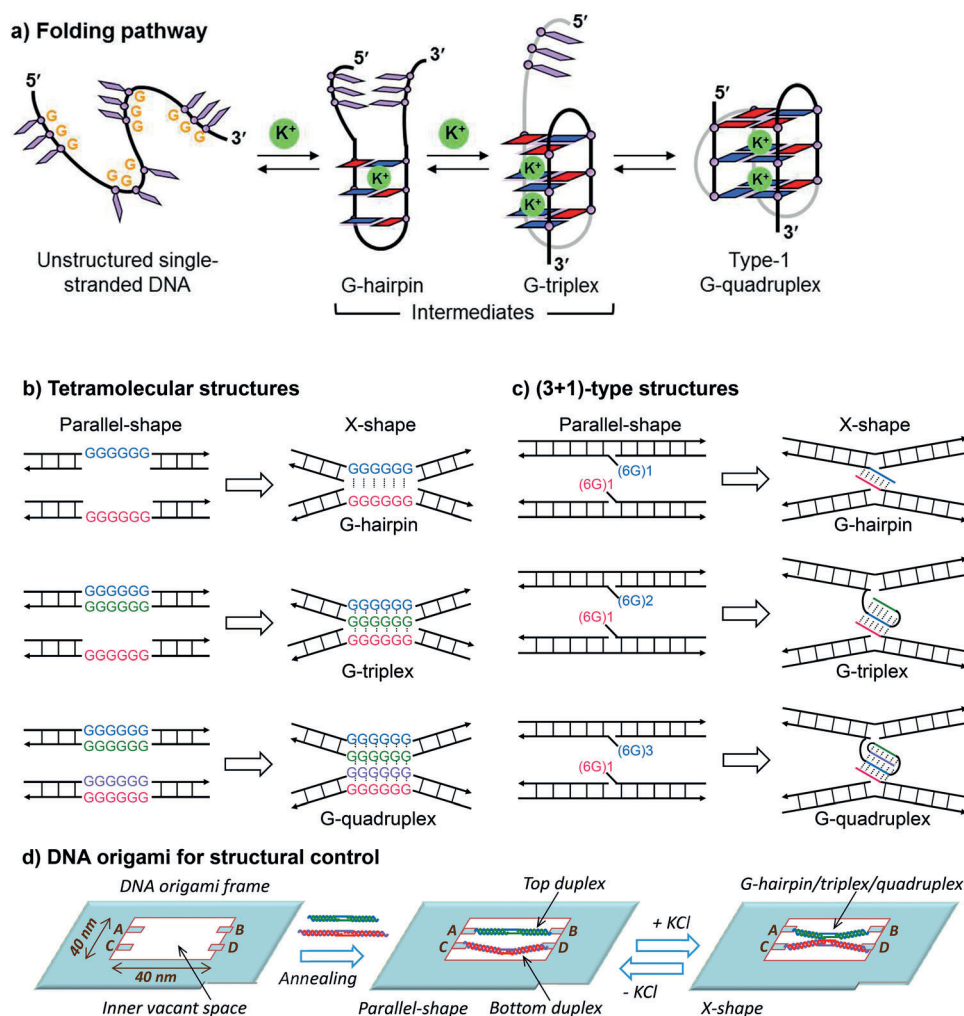 a) Folding pathway
5′
G
G
G
G
G
G
G
G
G
G
G
G
3′
K⁺
5′
3′
K⁺
K⁺
5′
K⁺
K⁺
3′
5′
K⁺
K⁺
3′
Unstructured single-
stranded DNA
G-hairpin
G-triplex
Type-1
G-quadruplex
Intermediates
b) Tetramolecular structures
Parallel-shape
X-shape
GGGGGG
GGGGGG
GGGGGG
GGGGGG
G-hairpin
GGGGGG
GGGGGG
GGGGGG
GGGGGG
GGGGGG
GGGGGG
G-triplex
GGGGGG
GGGGGG
GGGGGG
GGGGGG
GGGGGG
GGGGGG
GGGGGG
GGGGGG
G-quadruplex
c) (3+1)-type structures
Parallel-shape
X-shape
(6G)1
(6G)1
G-hairpin
(6G)2
(6G)1
G-triplex
(6G)3
(6G)1
G-quadruplex
d) DNA origami for structural control
DNA origami frame
A
B
C
D
40 nm
40 nm
Inner vacant space
Annealing
Top duplex
A
B
C
D
Parallel-shape
Bottom duplex
+ KCl
- KCl
G-hairpin/triplex/quadruplex
A
B
C
D
X-shape